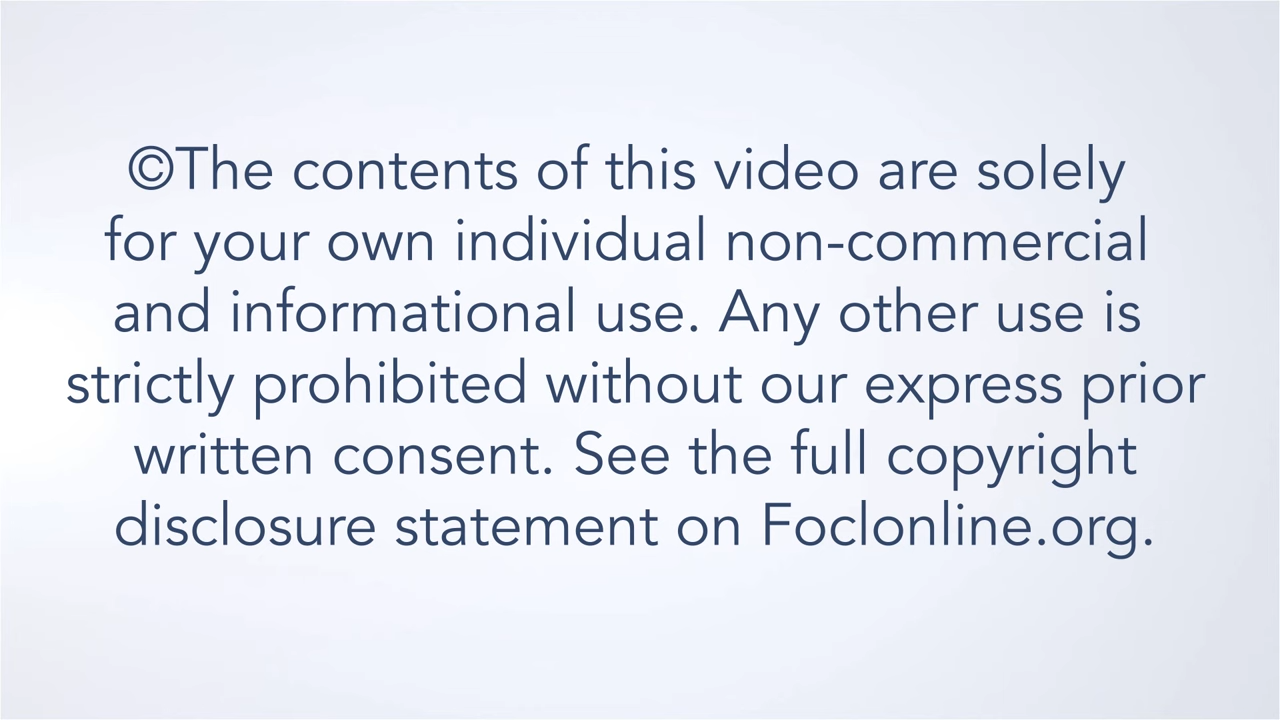 ©The contents of this video are solely
for your own individual non-commercial
and informational use. Any other use is
strictly prohibited without our express prior
written consent. See the full copyright
disclosure statement on Foclonline.org.